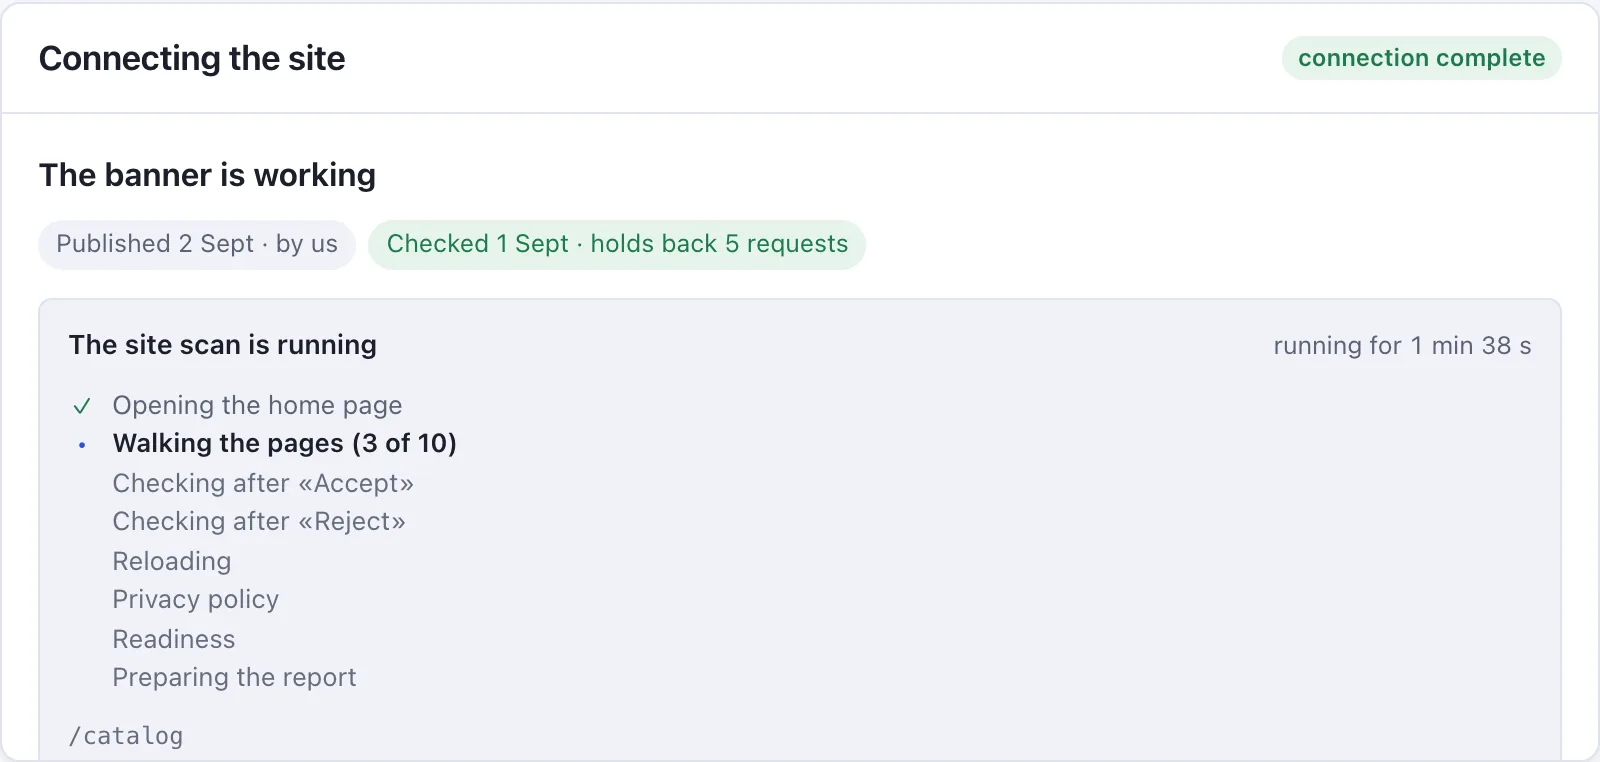 Connecting the site
connection complete
The banner is working
Published 2 Sept · by us
Checked 1 Sept · holds back 5 requests
The site scan is running
running for 1 min 38 s
✓ Opening the home page
• Walking the pages (3 of 10)
Checking after «Accept»
Checking after «Reject»
Reloading
Privacy policy
Readiness
Preparing the report
/catalog